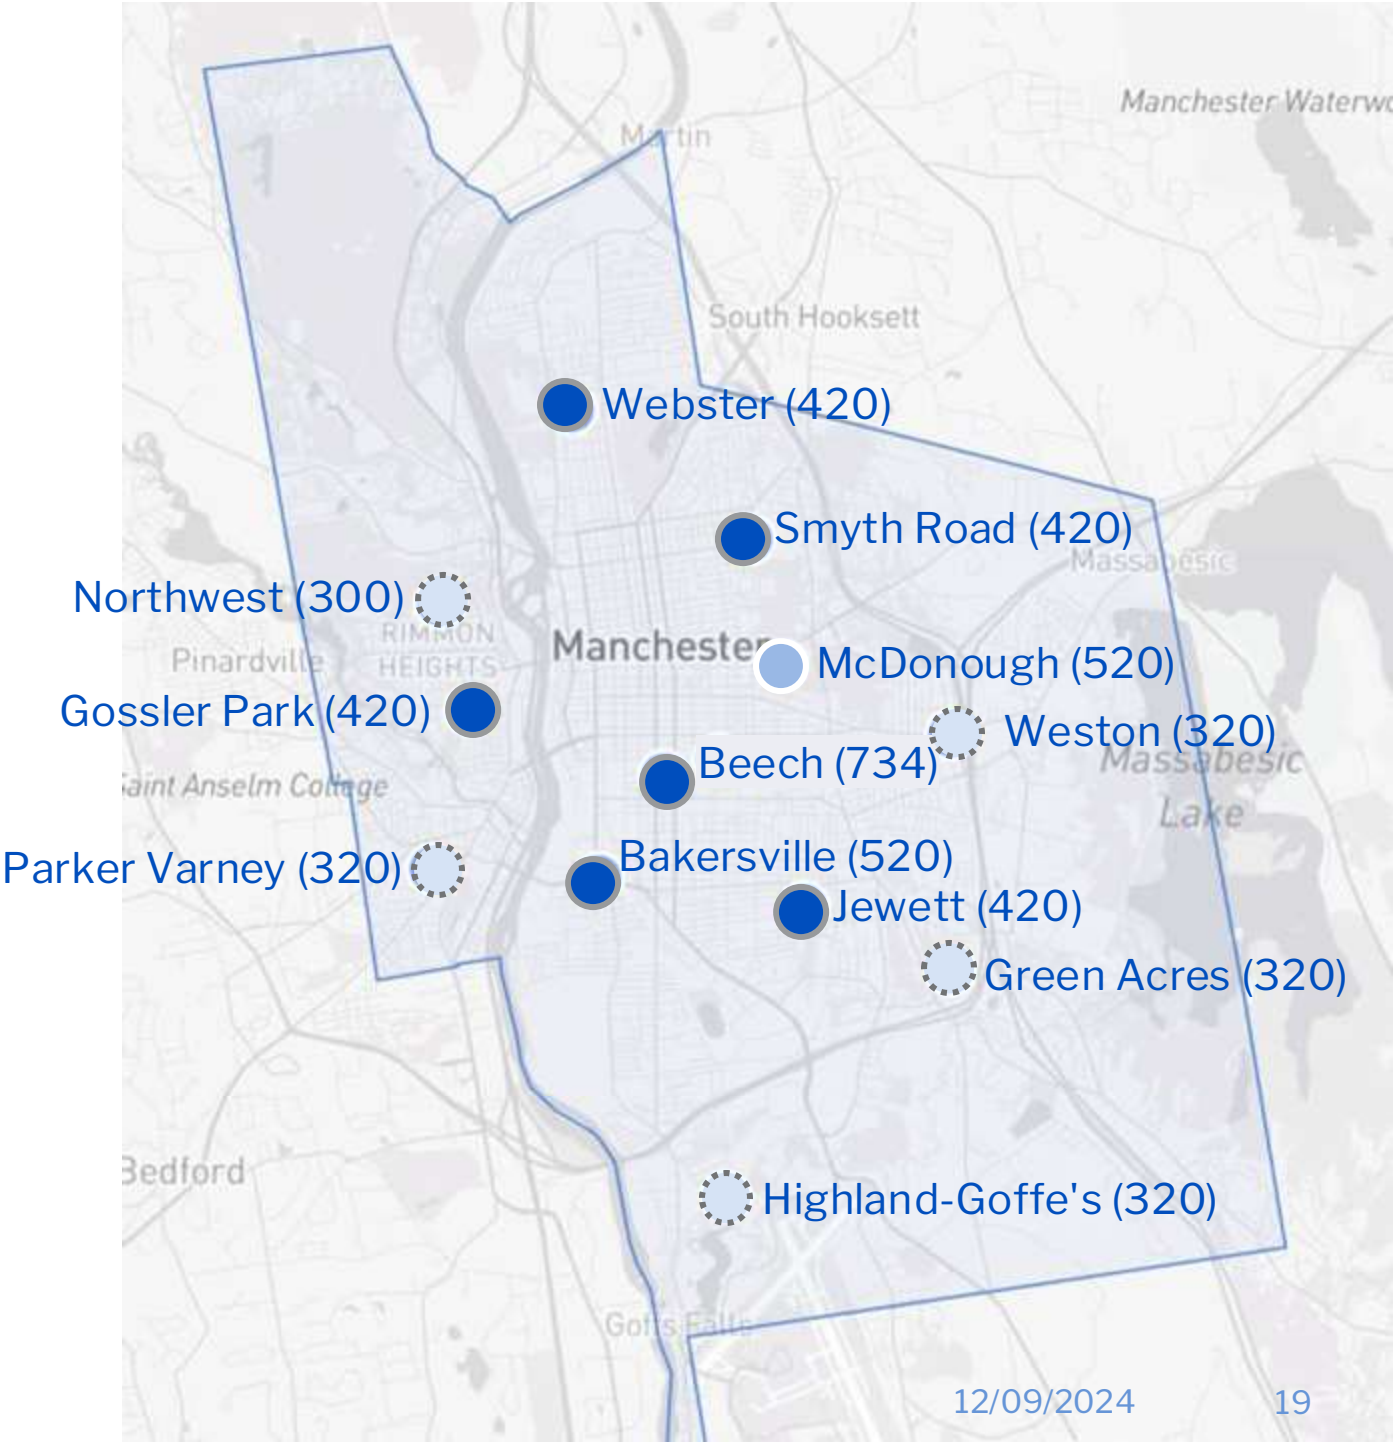 Manchester Waterwo
Martin
South Hooksett
Webster (420)
Smyth Road (420)
Massabesic
Northwest (300)
RIMMON
HEIGHTS
Pinardville
Manchester
McDonough (520)
Gossler Park (420)
Weston (320)
Beech (734)
Massabesic
Lake
Saint Anselm College
Parker Varney (320)
Bakersville (520)
Jewett (420)
Green Acres (320)
Bedford
Highland-Goffe's (320)
Goffs Falls
12/09/2024
19